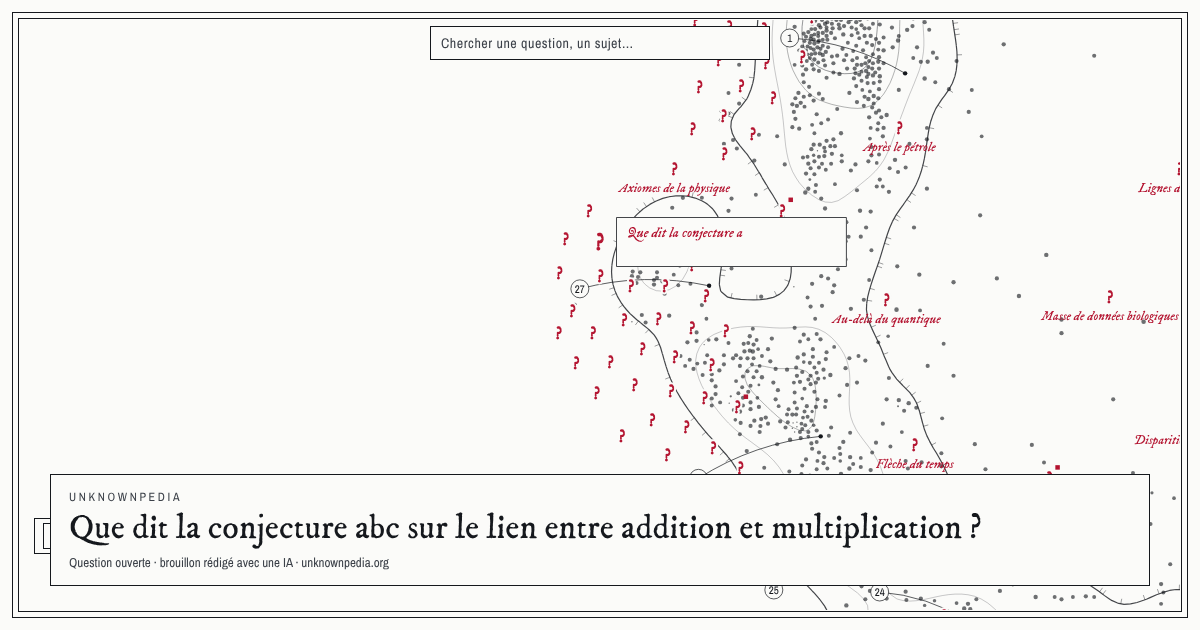 Chercher une question, un sujet...
1
Après le pétrole
Axiomes de la physique
Lignes a
Que dit la conjecture a
27
Au-delà du quantique
Masse de données biologiques
Dispariti
Flèche du temps
UNKNOWNPEDIA
Que dit la conjecture abc sur le lien entre addition et multiplication ?
Question ouverte · brouillon rédigé avec une IA · unknownpedia.org
25
24